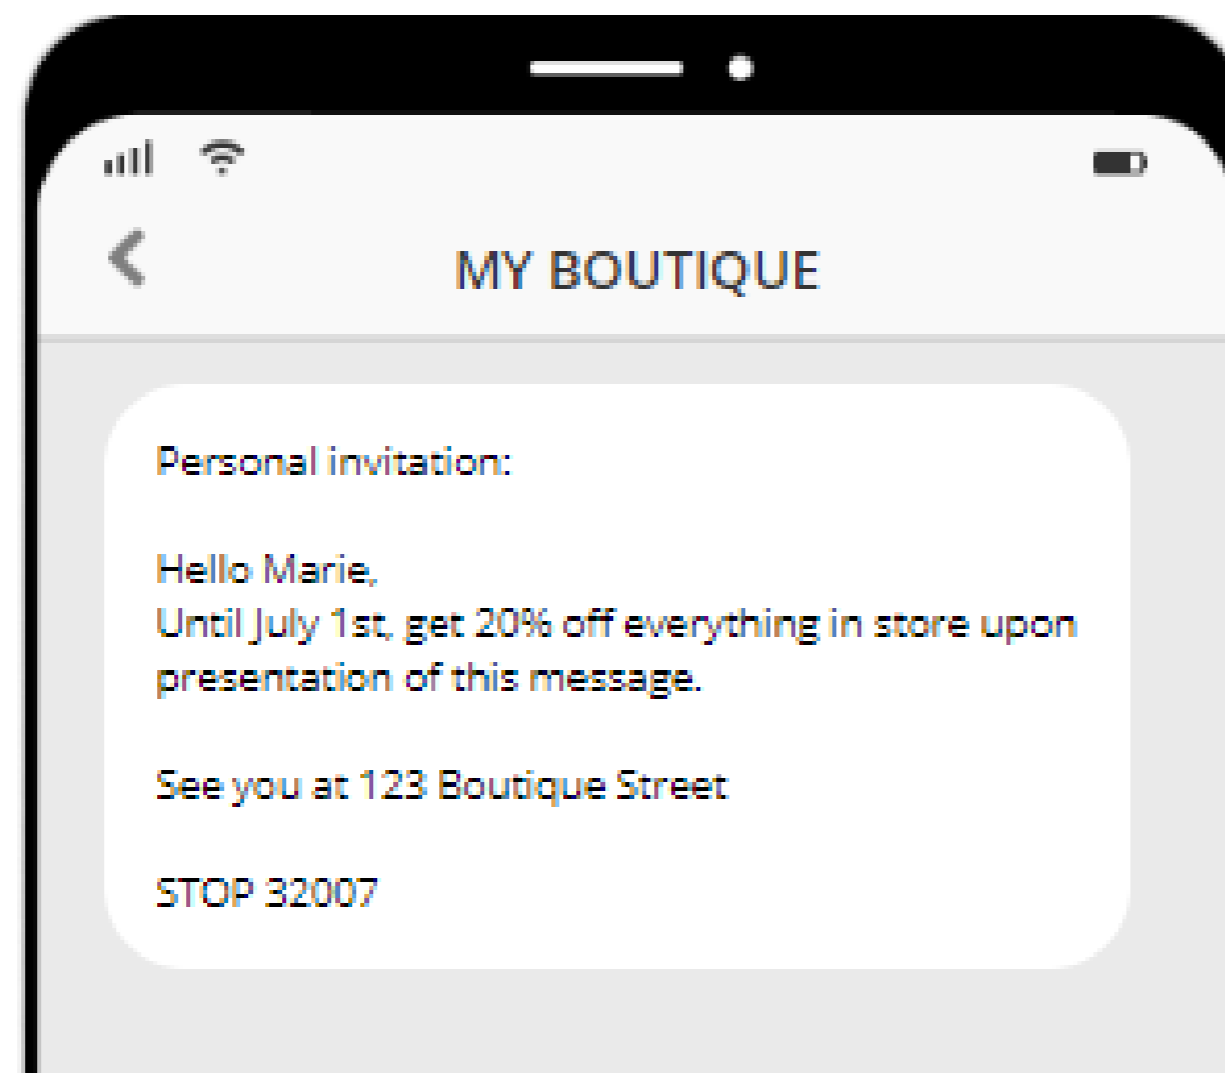 MY BOUTIQUE
Personal invitation:
Hello Marie,
Until July 1st, get 20% off everything in store upon
presentation of this message.
See you at 123 Boutique Street
STOP 32007